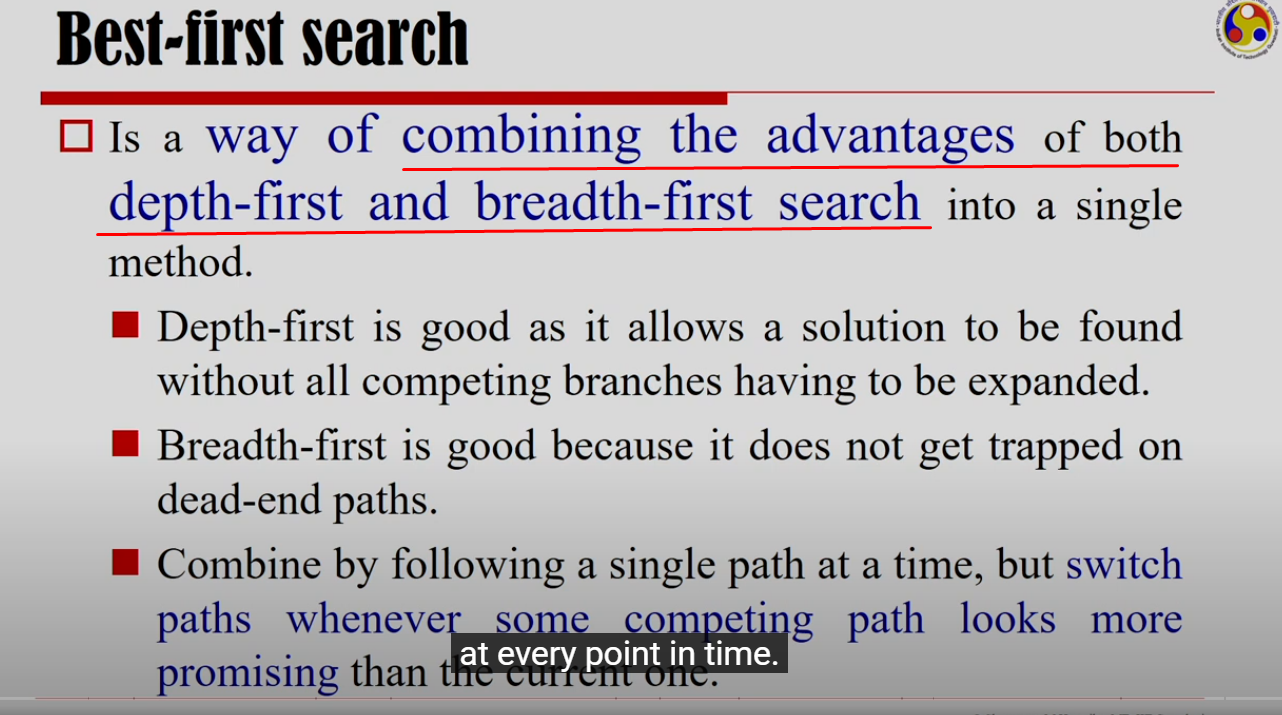 Best-first search
Is a way of combining the advantages of both
depth-first and breadth-first search into a single
method.
Depth-first is good as it allows a solution to be found
without all competing branches having to be expanded.
Breadth-first is good because it does not get trapped on
dead-end paths.
Combine by following a single path at a time, but switch
paths whenever some competing path looks more
promising than the current one.
at every point in time.